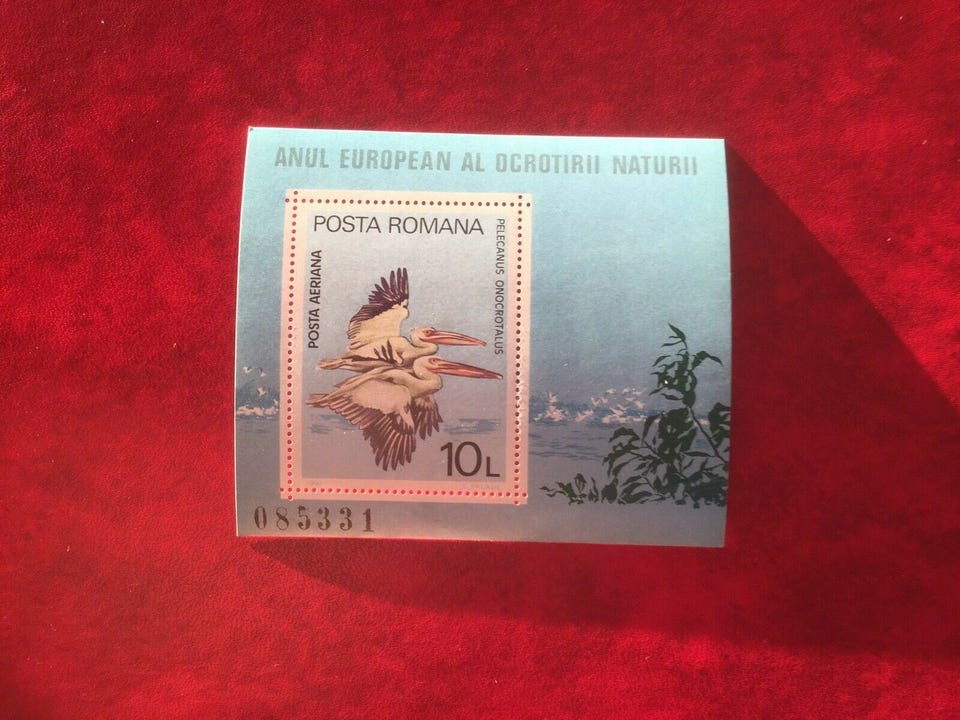 ANUL EUROPEAN AL OCROTIRII NATURII
POSTA ROMANA
POSTA AERIANA
PELECANUS ONOCROTALUS
10L
085331